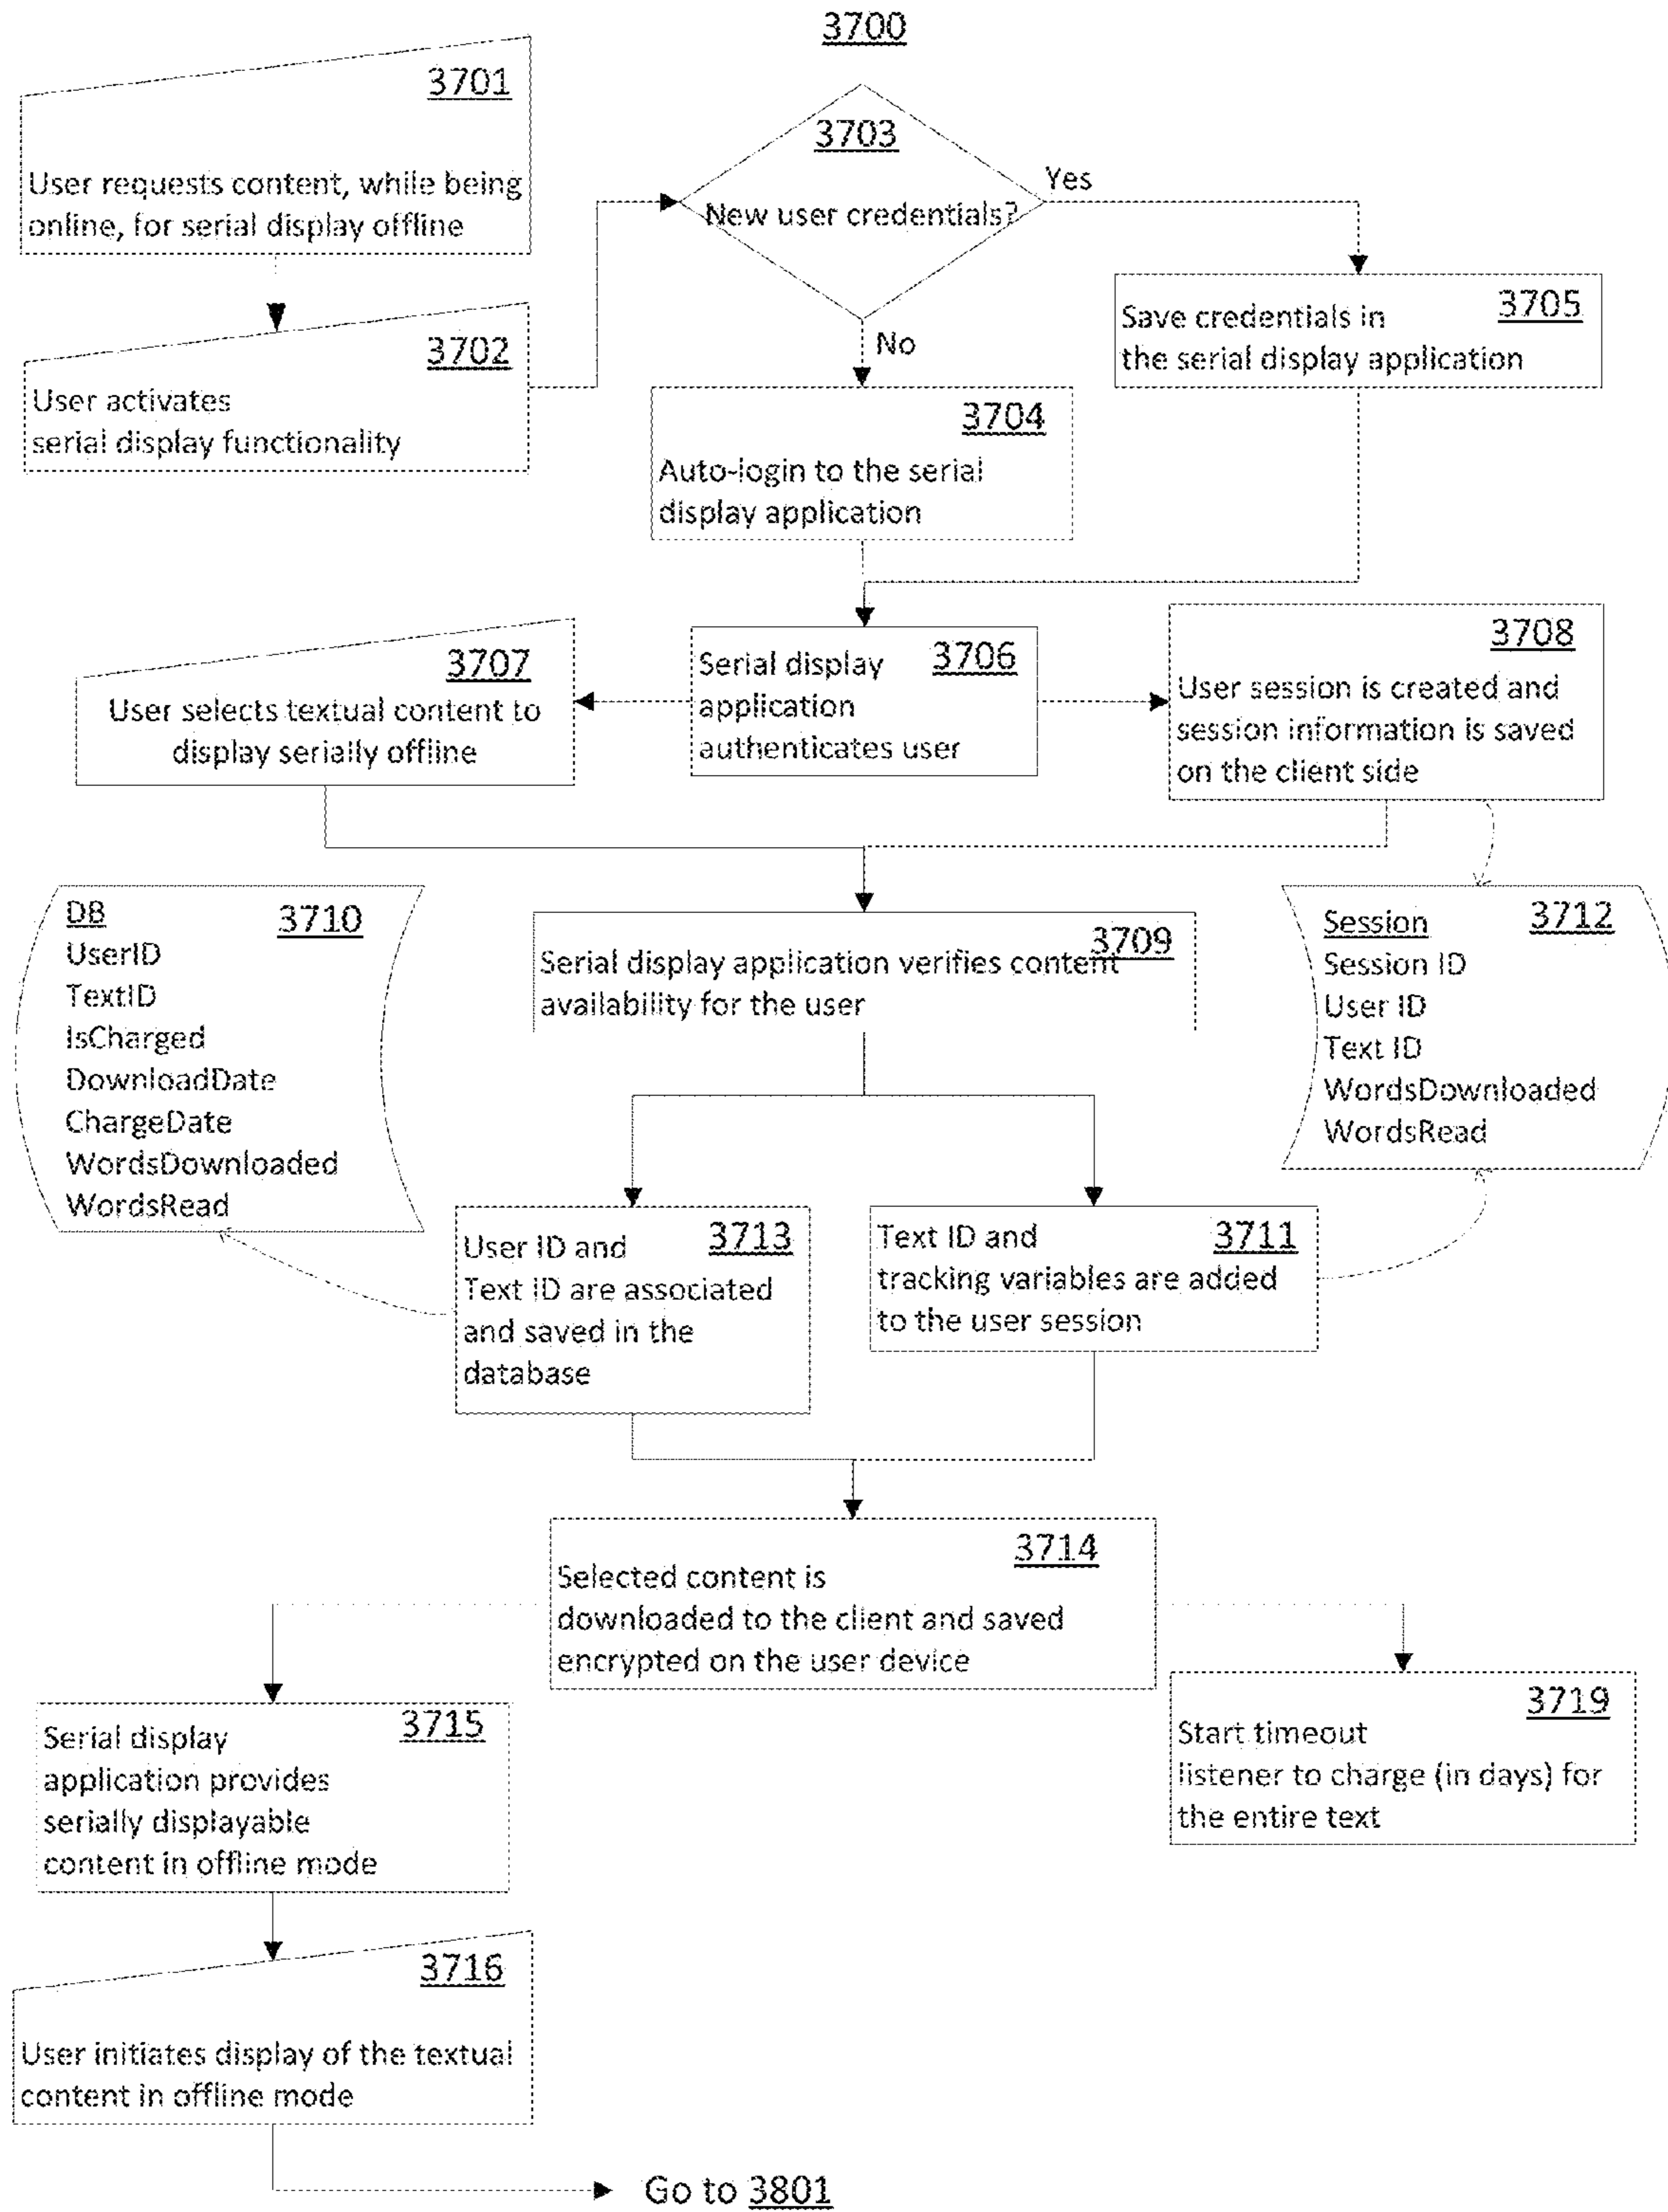 3700
3701
User requests content, while being
online, for serial display offline
3702
User activates
serial display functionality
3703
New user credentials?
Yes
No
3705
Save credentials in
the serial display application
3704
Auto-login to the serial
display application
3706
Serial display
application
authenticates user
3707
User selects textual content to
display serially offline
3708
User session is created and
session information is saved
on the client side
3709
Serial display application verifies content
availability for the user
DB 3710
UserID
TextID
IsCharged
DownloadDate
ChargeDate
WordsDownloaded
WordsRead
Session 3712
Session ID
User ID
Text ID
WordsDownloaded
WordsRead
3713
User ID and
Text ID are associated
and saved in the
database
3711
Text ID and
tracking variables are added
to the user session
3714
Selected content is
downloaded to the client and saved
encrypted on the user device
3715
Serial display
application provides
serially displayable
content in offline mode
3719
Start timeout
listener to charge (in days) for
the entire text
3716
User initiates display of the textual
content in offline mode
Go to 3801